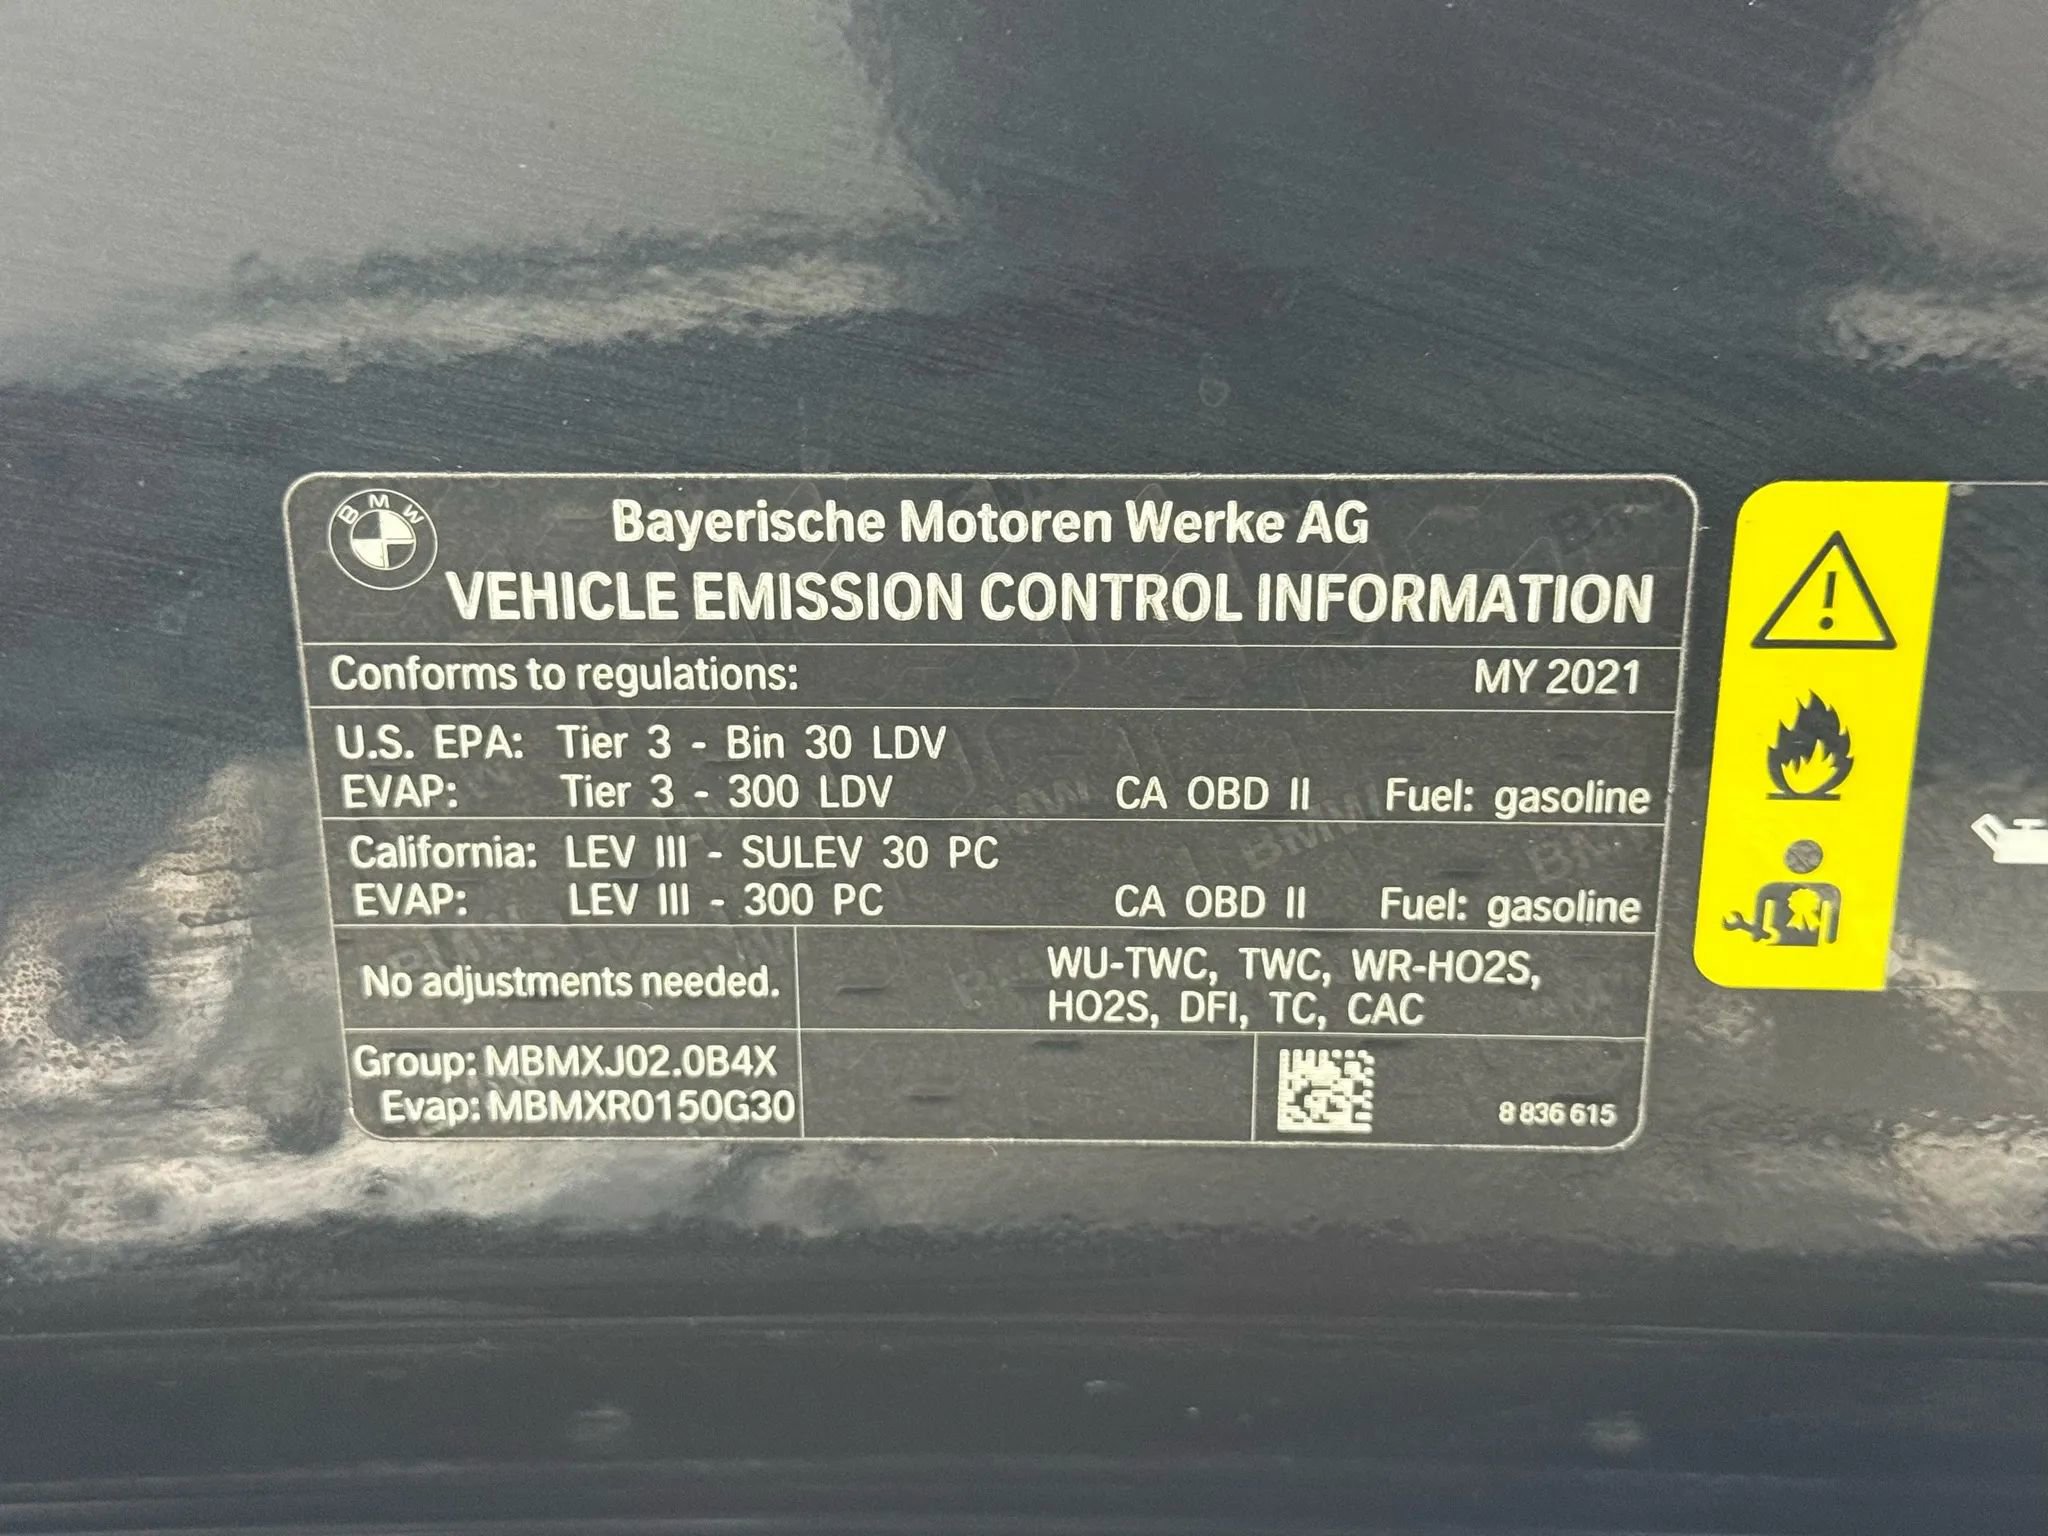 BMW
Bayerische Motoren Werke AG
VEHICLE EMISSION CONTROL INFORMATION
Conforms to regulations: MY 2021
U.S. EPA: Tier 3 - Bin 30 LDV
EVAP: Tier 3 - 300 LDV CA OBD II Fuel: gasoline
California: LEV III - SULEV 30 PC
EVAP: LEV III - 300 PC CA OBD II Fuel: gasoline
No adjustments needed.
WU-TWC, TWC, WR-HO2S,
HO2S, DFI, TC, CAC
Group: MBMXJ02.0B4X
Evap: MBMXR0150G30
8 836 615